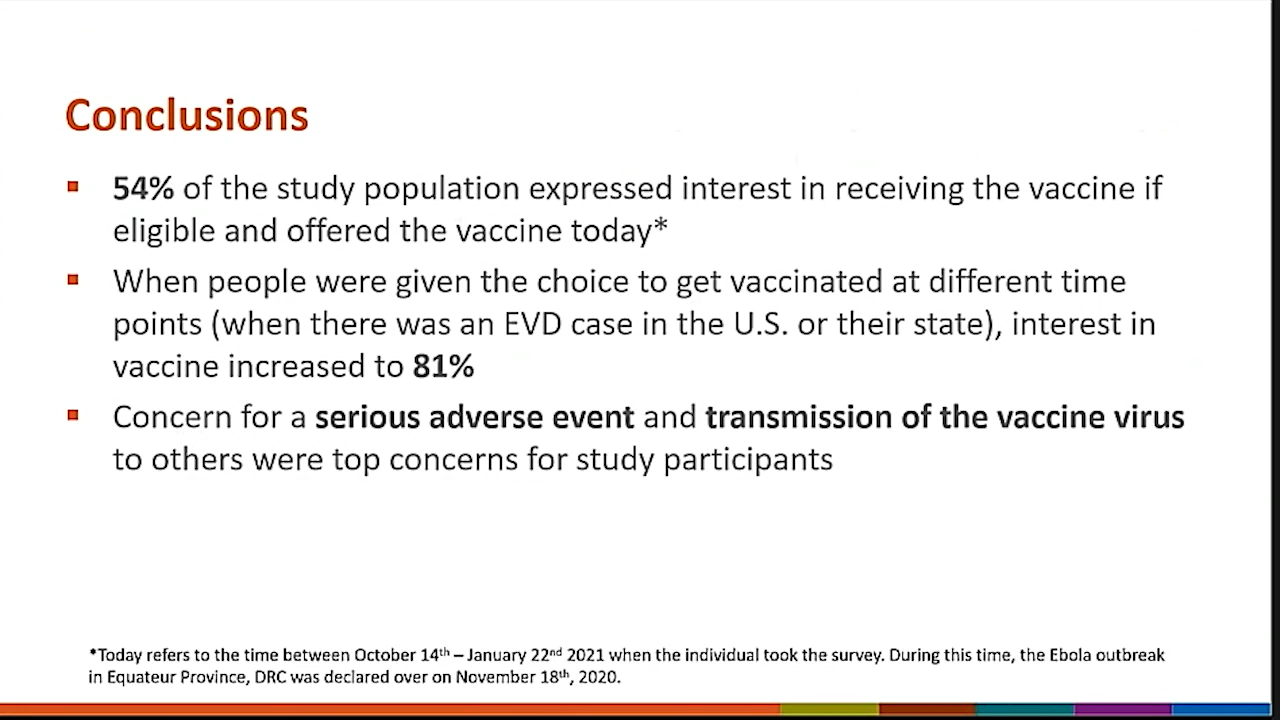 Conclusions
▪ 54% of the study population expressed interest in receiving the vaccine if
eligible and offered the vaccine today*
▪ When people were given the choice to get vaccinated at different time
points (when there was an EVD case in the U.S. or their state), interest in
vaccine increased to 81%
▪ Concern for a serious adverse event and transmission of the vaccine virus
to others were top concerns for study participants
*Today refers to the time between October 14th – January 22nd 2021 when the individual took the survey. During this time, the Ebola outbreak
in Equateur Province, DRC was declared over on November 18th, 2020.